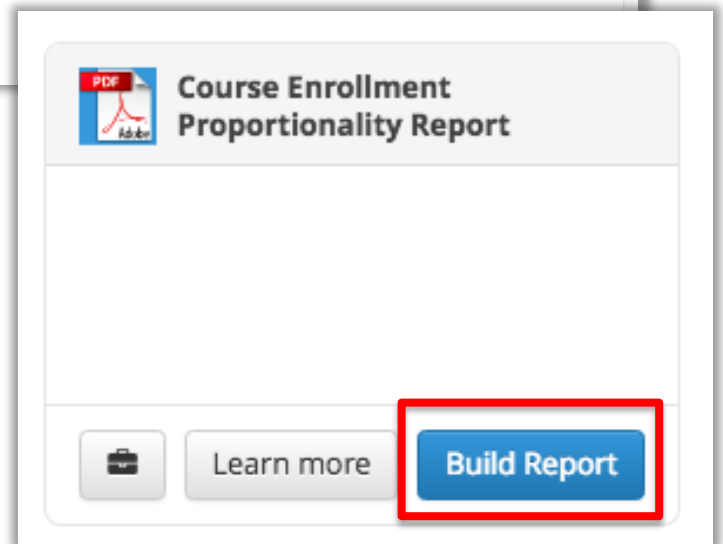 PDF
Adobe
Course Enrollment
Proportionality Report
Learn more
Build Report